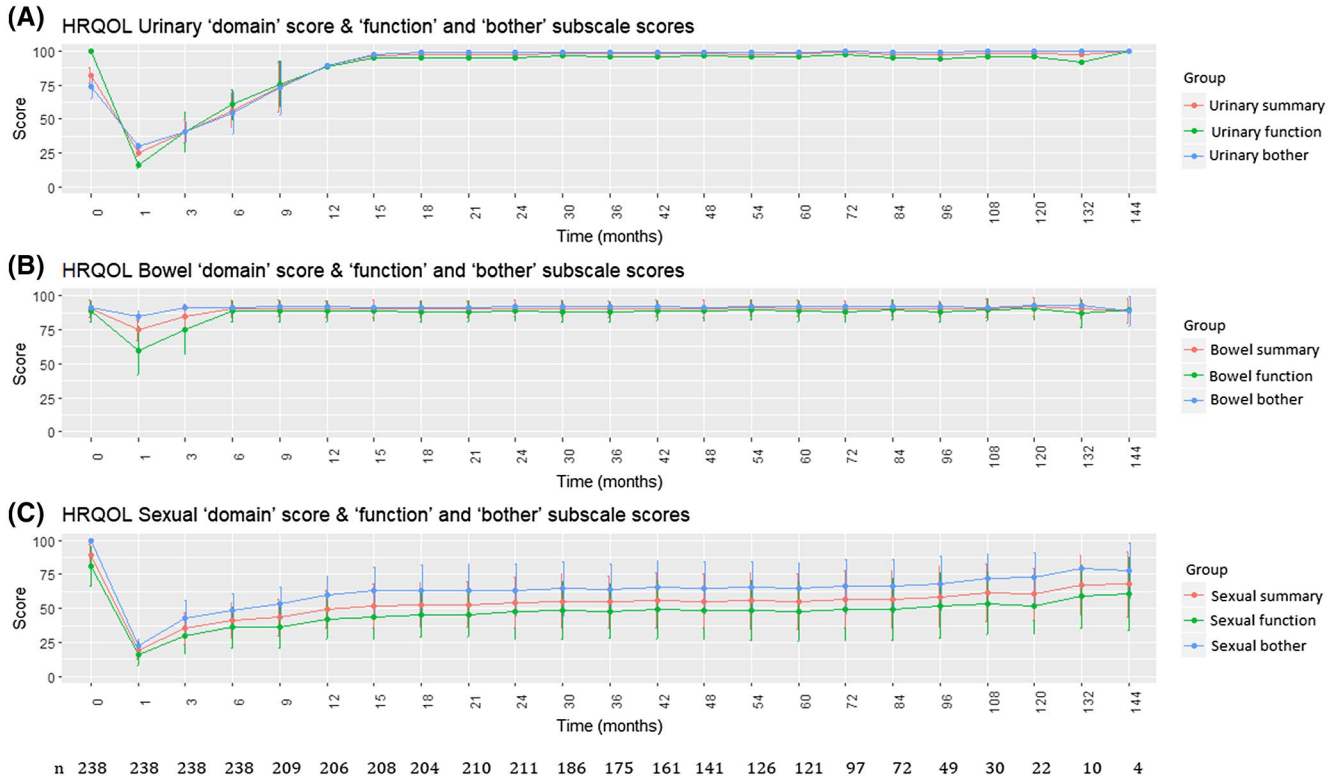 (A)
HRQOL Urinary ‘domain’ score & ‘function’ and ‘bother’ subscale scores
100
75
50
25
0
Score
0 1 3 6 9 12 15 18 21 24 30 36 42 48 54 60 72 84 96 108 120 132 144
Time (months)
Group
Urinary summary
Urinary function
Urinary bother
(B)
HRQOL Bowel ‘domain’ score & ‘function’ and ‘bother’ subscale scores
100
75
50
25
0
Score
0 1 3 6 9 12 15 18 21 24 30 36 42 48 54 60 72 84 96 108 120 132 144
Time (months)
Group
Bowel summary
Bowel function
Bowel bother
(C)
HRQOL Sexual ‘domain’ score & ‘function’ and ‘bother’ subscale scores
100
75
50
25
0
Score
0 1 3 6 9 12 15 18 21 24 30 36 42 48 54 60 72 84 96 108 120 132 144
Time (months)
Group
Sexual summary
Sexual function
Sexual bother
n 238 238 238 238 209 206 208 204 210 211 186 175 161 141 126 121 97 72 49 30 22 10 4